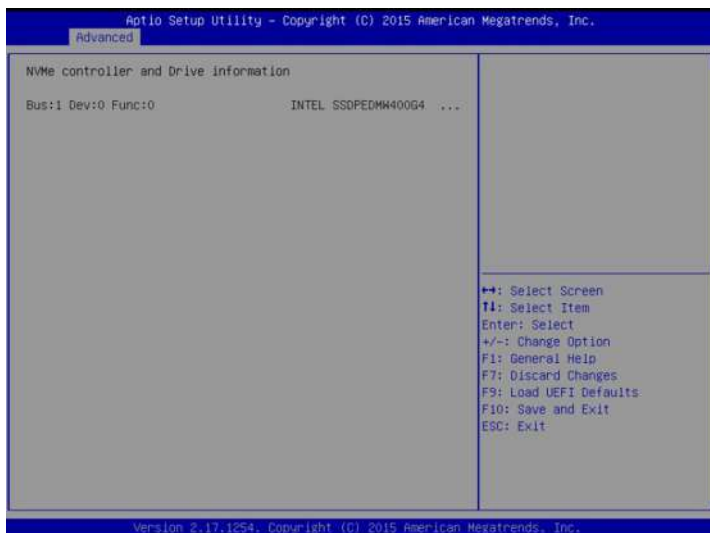 Aptio Setup Utility – Copyright (C) 2015 American Megatrends, Inc.
Advanced
NVMe controller and Drive information
Bus:1 Dev:0 Func:0 INTEL SSDPEDMW400G4 ...
↔: Select Screen
↑↓: Select Item
Enter: Select
+/-: Change Option
F1: General Help
F7: Discard Changes
F9: Load UEFI Defaults
F10: Save and Exit
ESC: Exit
Version 2.17.1254. Copyright (C) 2015 American Megatrends, Inc.